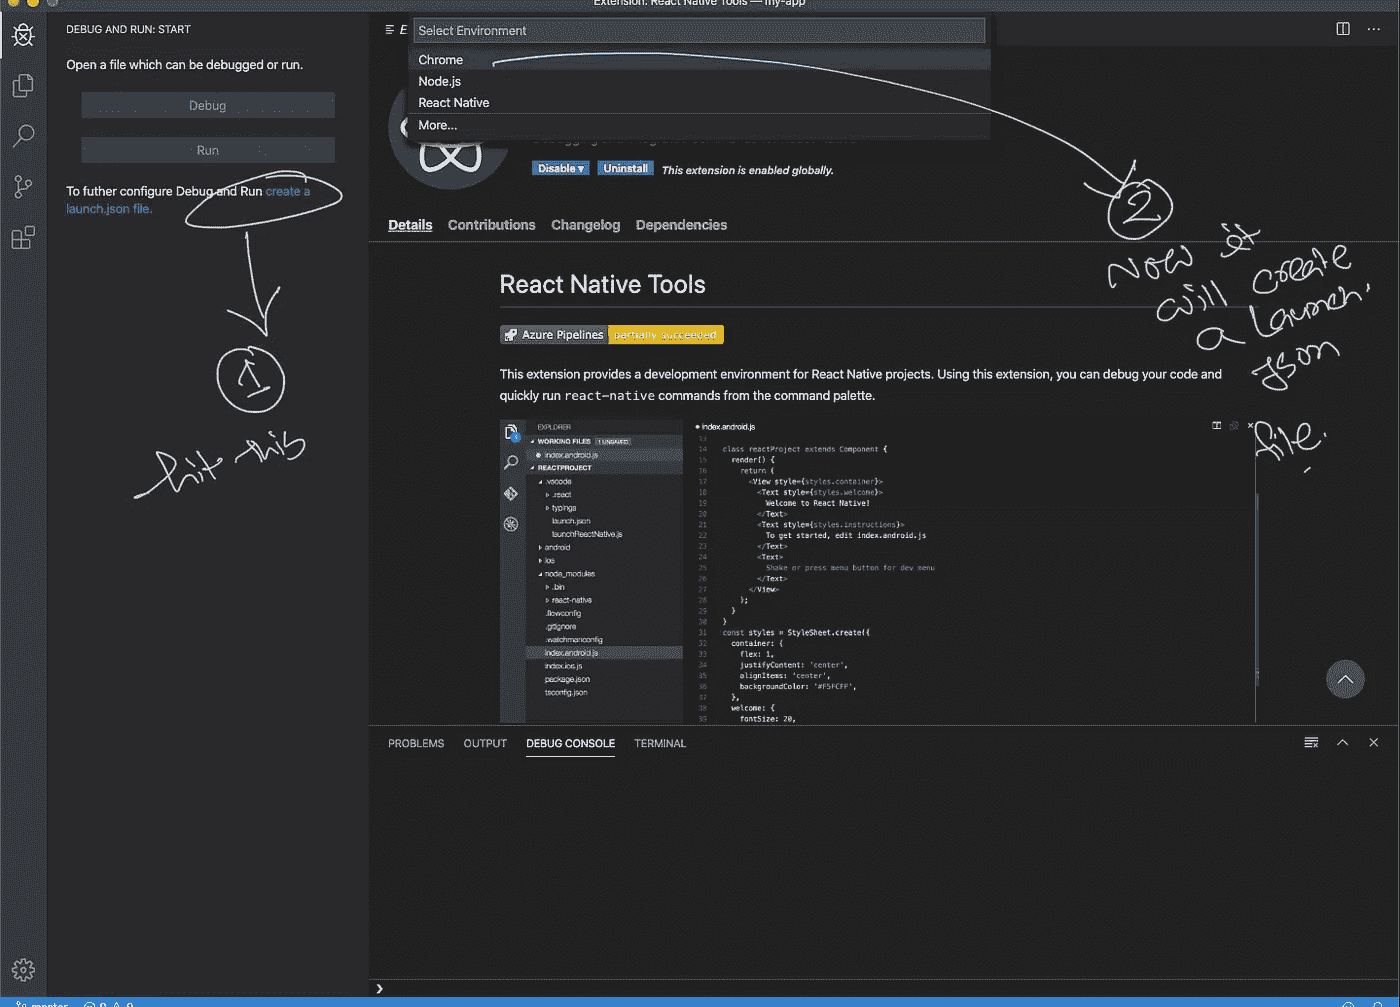 Extension: React Native Tools — my-app
DEBUG AND RUN: START
Open a file which can be debugged or run.
Debug
Run
To futher configure Debug and Run create a
launch.json file.
1
hit this
E
Select Environment
Chrome
Node.js
React Native
More...
Disable
Uninstall
This extension is enabled globally.
Details
Contributions
Changelog
Dependencies
2
Now it
will create
a launch.
json
file.
React Native Tools
Azure Pipelines
partially succeeded
This extension provides a development environment for React Native projects. Using this extension, you can debug your code and
quickly run react-native commands from the command palette.
EXPLORER
WORKING FILES 1 UNSAVED
index.android.js
REACTPROJECT
.vscode
.react
typings
launch.json
launchReactNative.js
android
ios
node_modules
.bin
react-native
.flowconfig
.gitignore
.watchmanconfig
index.android.js
index.ios.js
package.json
tsconfig.json
index.android.js
13
14 class reactProject extends Component {
15 render() {
16 return (
17 <View style={styles.container}>
18 <Text style={styles.welcome}>
19 Welcome to React Native!
20 </Text>
21 <Text style={styles.instructions}>
22 To get started, edit index.android.js
23 </Text>
24 <Text>
25 Shake or press menu button for dev menu
26 </Text>
27 </View>
28 );
29 }
30 }
31 const styles = StyleSheet.create({
32 container: {
33 flex: 1,
34 justifyContent: 'center',
35 alignItems: 'center',
36 backgroundColor: '#F5FCFF',
37 },
38 welcome: {
39 fontSize: 20,
PROBLEMS
OUTPUT
DEBUG CONSOLE
TERMINAL
master
0
0